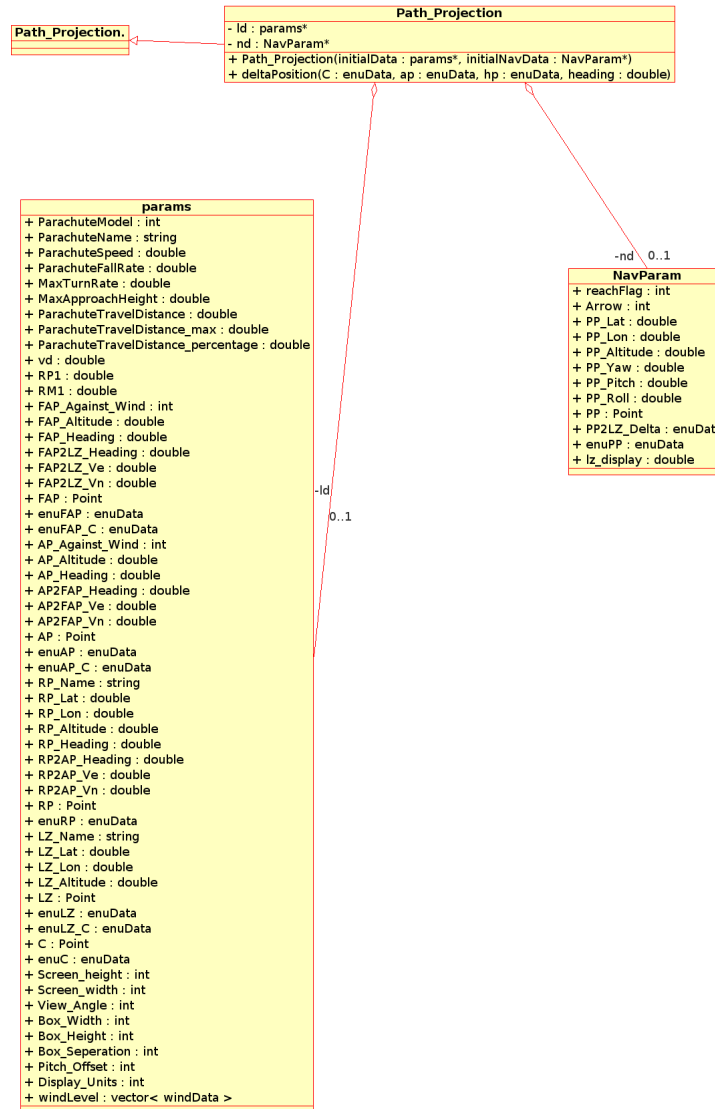 Path_Projection.
Path_Projection
- ld : params*
- nd : NavParam*
+ Path_Projection(initialData : params*, initialNavData : NavParam*)
+ deltaPosition(C : enuData, ap : enuData, hp : enuData, heading : double)
params
+ ParachuteModel : int
+ ParachuteName : string
+ ParachuteSpeed : double
+ ParachuteFallRate : double
+ MaxTurnRate : double
+ MaxApproachHeight : double
+ ParachuteTravelDistance : double
+ ParachuteTravelDistance_max : double
+ ParachuteTravelDistance_percentage : double
+ vd : double
+ RP1 : double
+ RM1 : double
+ FAP_Against_Wind : int
+ FAP_Altitude : double
+ FAP_Heading : double
+ FAP2LZ_Heading : double
+ FAP2LZ_Ve : double
+ FAP2LZ_Vn : double
+ FAP : Point
+ enuFAP : enuData
+ enuFAP_C : enuData
+ AP_Against_Wind : int
+ AP_Altitude : double
+ AP_Heading : double
+ AP2FAP_Heading : double
+ AP2FAP_Ve : double
+ AP2FAP_Vn : double
+ AP : Point
+ enuAP : enuData
+ enuAP_C : enuData
+ RP_Name : string
+ RP_Lat : double
+ RP_Lon : double
+ RP_Altitude : double
+ RP_Heading : double
+ RP2AP_Heading : double
+ RP2AP_Ve : double
+ RP2AP_Vn : double
+ RP : Point
+ enuRP : enuData
+ LZ_Name : string
+ LZ_Lat : double
+ LZ_Lon : double
+ LZ_Altitude : double
+ LZ : Point
+ enuLZ : enuData
+ enuLZ_C : enuData
+ C : Point
+ enuC : enuData
+ Screen_height : int
+ Screen_width : int
+ View_Angle : int
+ Box_Width : int
+ Box_Height : int
+ Box_Seperation : int
+ Pitch_Offset : int
+ Display_Units : int
+ windLevel : vector< windData >
-ld
0..1
-nd 0..1
NavParam
+ reachFlag : int
+ Arrow : int
+ PP_Lat : double
+ PP_Lon : double
+ PP_Altitude : double
+ PP_Yaw : double
+ PP_Pitch : double
+ PP_Roll : double
+ PP : Point
+ PP2LZ_Delta : enuDat
+ enuPP : enuData
+ lz_display : double